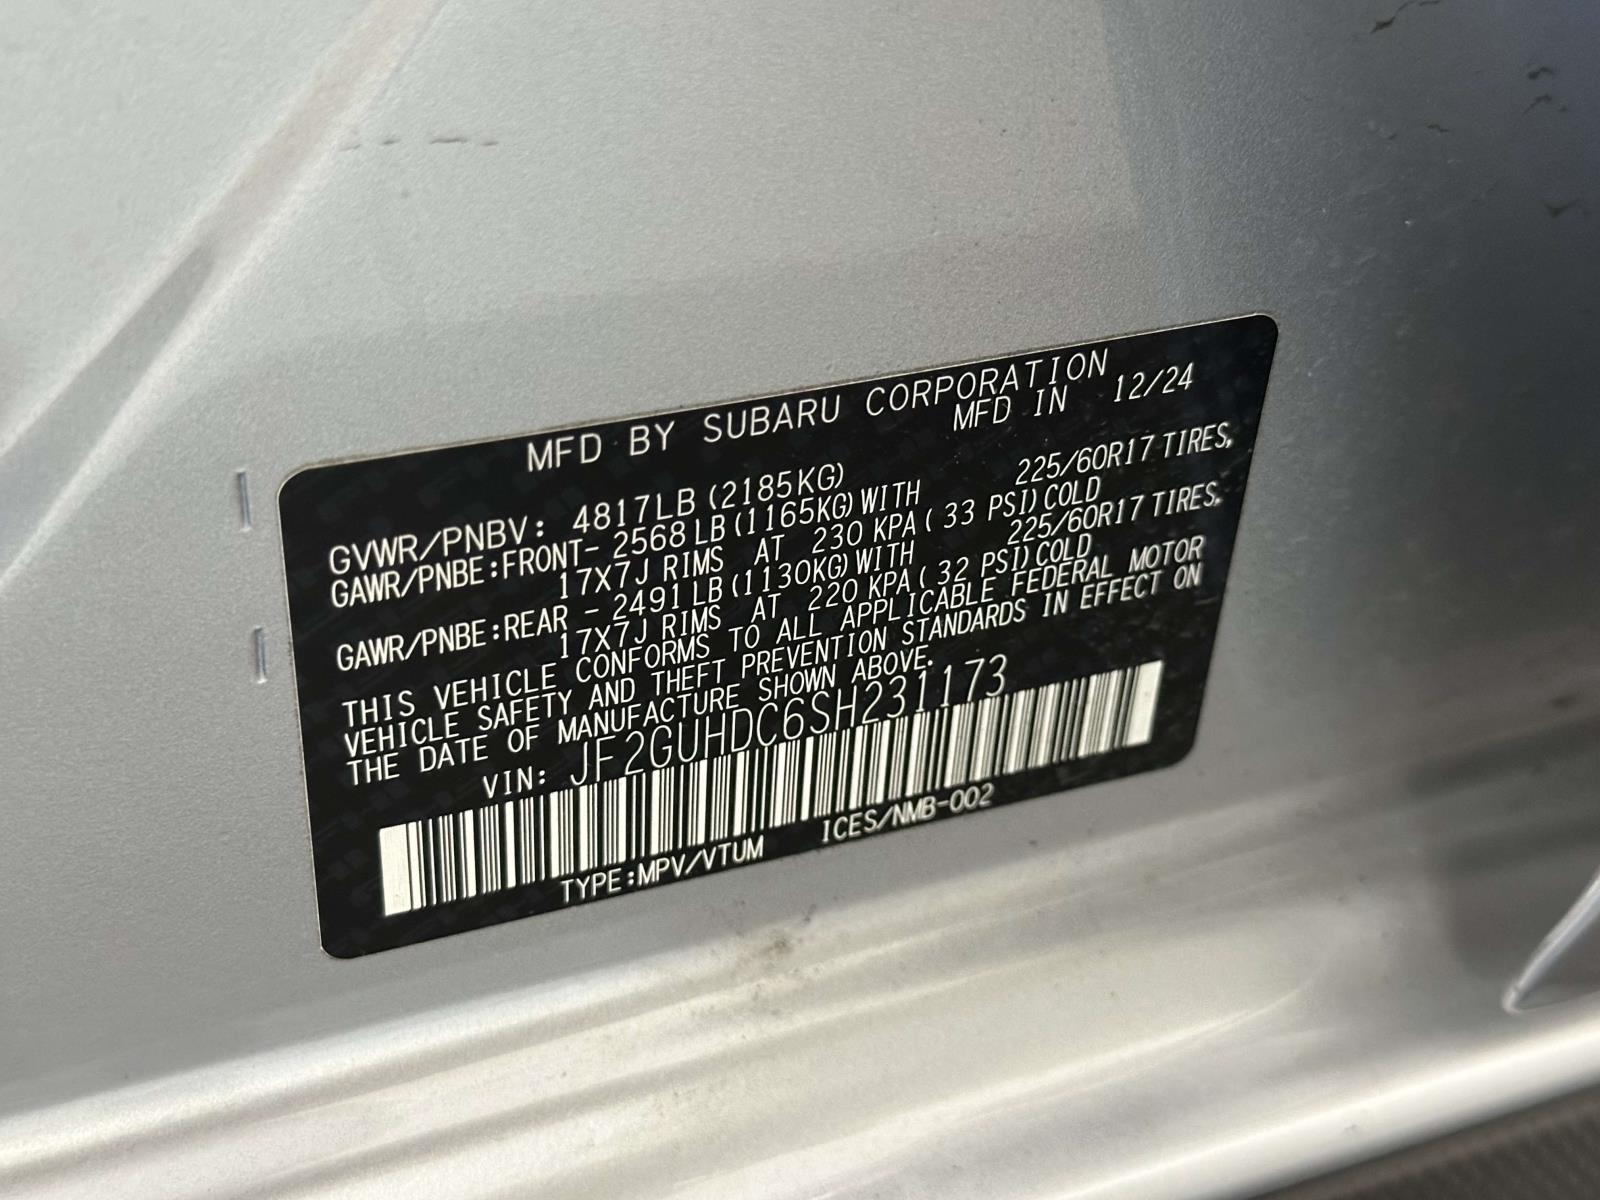 MFD BY SUBARU CORPORATION
MFD IN 12/24
GVWR/PNBV: 4817LB (2185KG)
GAWR/PNBE:FRONT- 2568LB(1165KG)WITH 225/60R17 TIRES,
17X7J RIMS AT 230 KPA( 33 PSI)COLD
GAWR/PNBE:REAR - 2491LB(1130KG)WITH 225/60R17 TIRES,
17X7J RIMS AT 220 KPA( 32 PSI)COLD
THIS VEHICLE CONFORMS TO ALL APPLICABLE FEDERAL MOTOR
VEHICLE SAFETY AND THEFT PREVENTION STANDARDS IN EFFECT ON
THE DATE OF MANUFACTURE SHOWN ABOVE.
VIN: JF2GUHDC6SH231173
TYPE:MPV/VTUM ICES/NMB-002